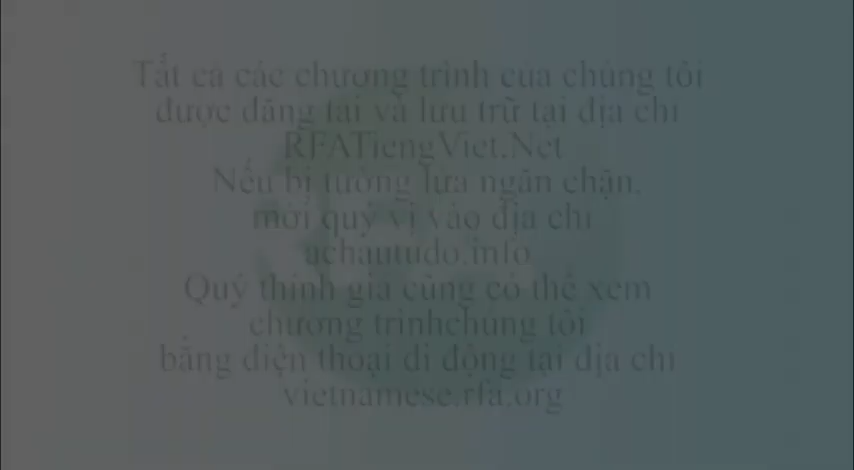 Tất cả các chương trình của chúng tôi
được đăng tải và lưu trữ tại địa chỉ
RFATiengViet.Net
Nếu bị tường lửa ngăn chặn,
mời quý vị vào địa chỉ
achautudo.info
Quý thính giả cũng có thể xem
chương trìnhchúng tôi
bằng điện thoại di động tại địa chỉ
vietnamese.rfa.org